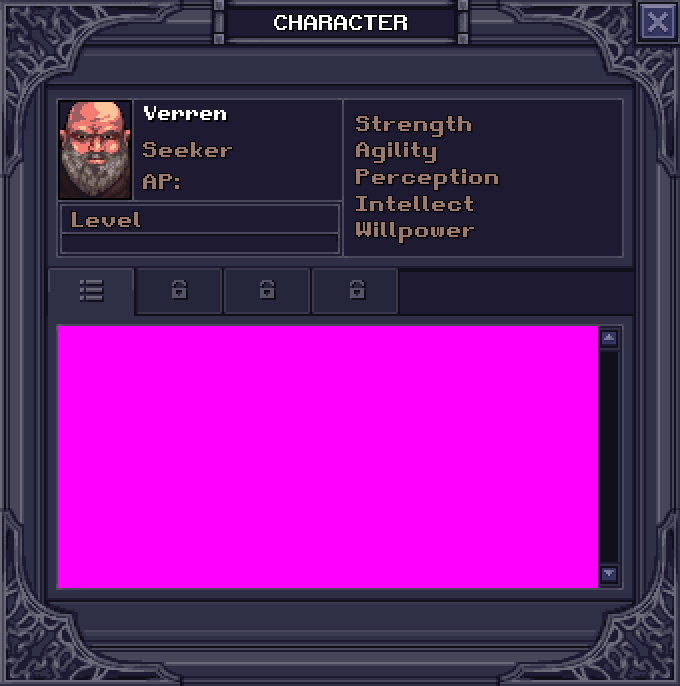 CHARACTER
Verren
Seeker
AP:
Level
Strength
Agility
Perception
Intellect
Willpower